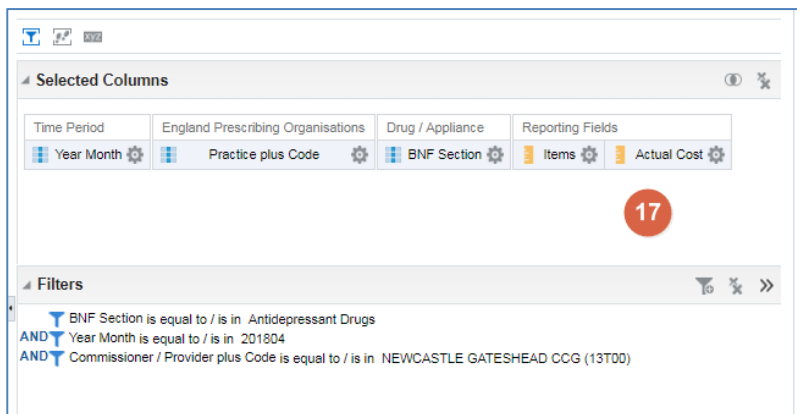 xyz
Selected Columns
Time Period England Prescribing Organisations Drug / Appliance Reporting Fields
Year Month Practice plus Code BNF Section Items Actual Cost
17
Filters
BNF Section is equal to / is in Antidepressant Drugs
AND Year Month is equal to / is in 201804
AND Commissioner / Provider plus Code is equal to / is in NEWCASTLE GATESHEAD CCG (13T00)